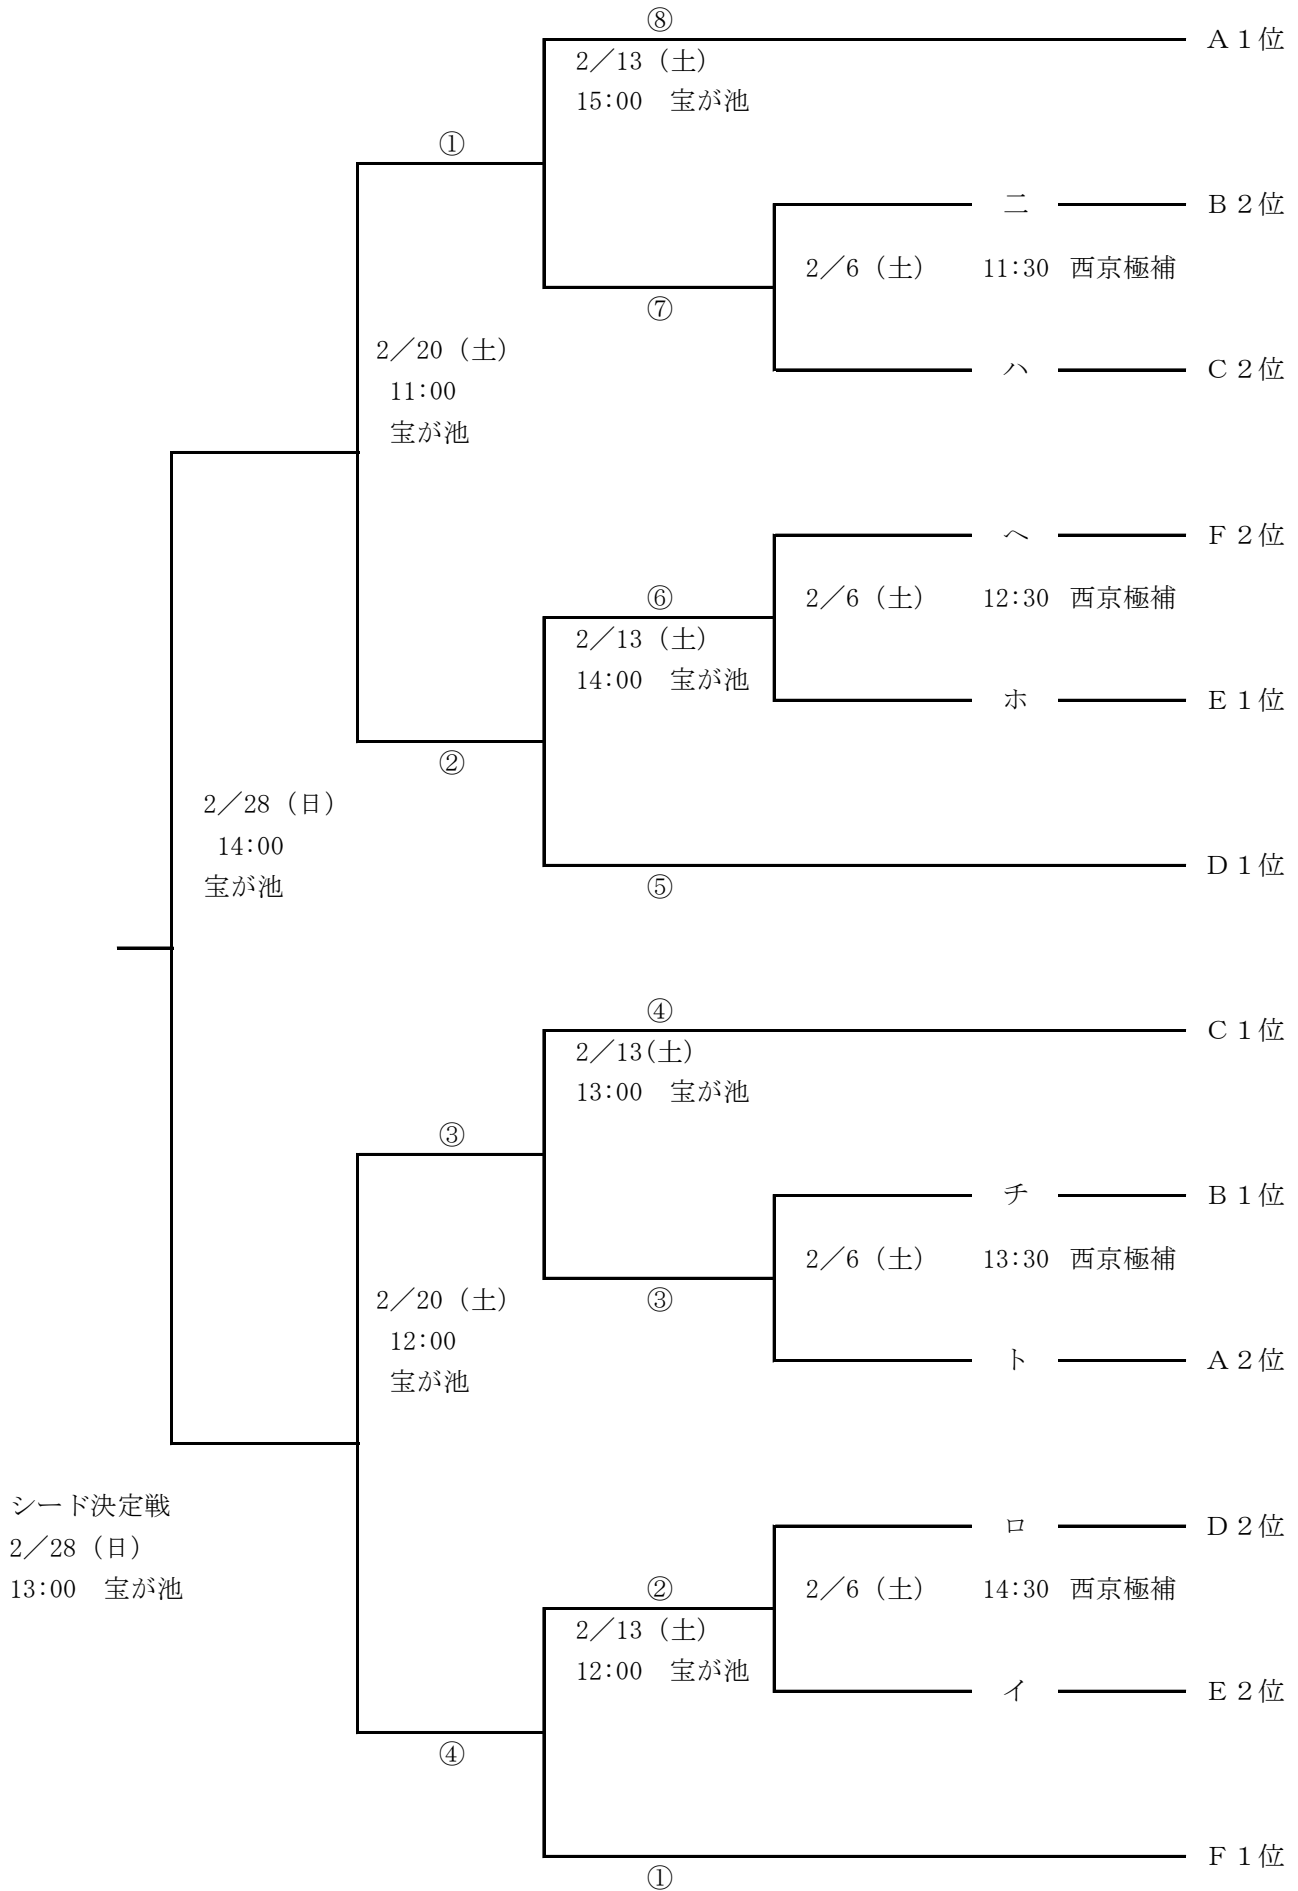 ⑧
Ａ１位
2／13（土）
15:00　宝が池
①
ニ
Ｂ２位
2／6（土）　11:30　西京極補
⑦
2／20（土）
11:00
宝が池
ハ
Ｃ２位
ヘ
Ｆ２位
⑥
2／6（土）　12:30　西京極補
2／13（土）
14:00　宝が池
ホ
Ｅ１位
②
2／28（日）
14:00
宝が池
Ｄ１位
⑤
④
Ｃ１位
2／13(土)
13:00　宝が池
③
チ
Ｂ１位
2／6（土）　13:30　西京極補
③
2／20（土）
12:00
宝が池
ト
Ａ２位
シード決定戦
2／28（日）
13:00　宝が池
ロ
Ｄ２位
②
2／6（土）　14:30　西京極補
2／13（土）
12:00　宝が池
イ
Ｅ２位
④
Ｆ１位
①